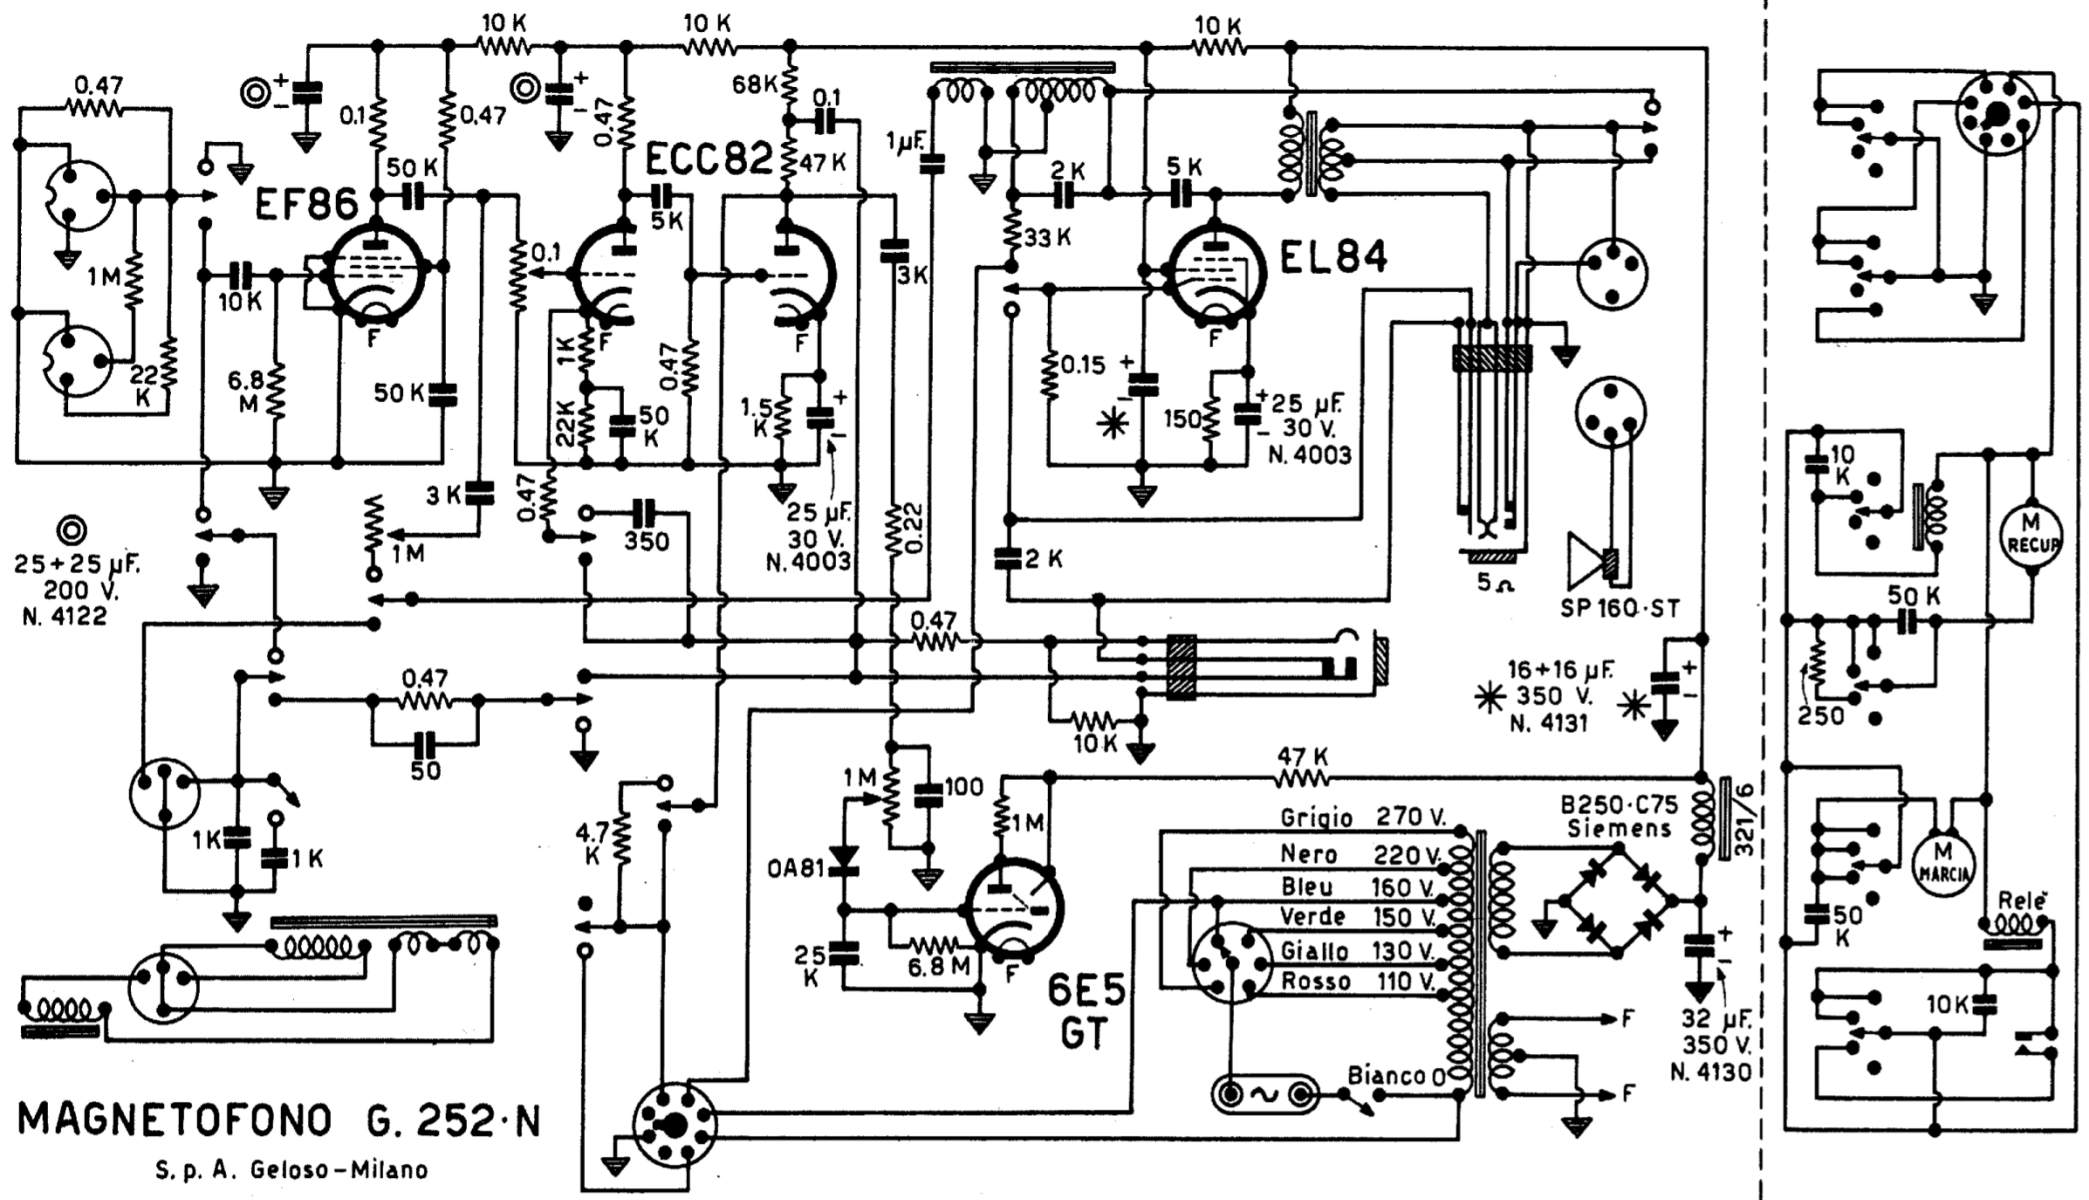 10 K
10 K
10 K
0.47
+
-
0.1
0.47
+
-
0.47
68K
0.1
47 K
1µF.
ECC82
EF86
50 K
5K
2 K
5 K
EL84
1M
10K
0.1
3K
33 K
F
F
F
F
22
K
6.8
M
50K
1K
22K
50
K
0.47
1.5
K
+
-
0.15
+
-
150
+
-
25 µF.
30 V.
N. 4003
3 K
0.47
350
25 µF.
30 V.
N. 4003
0.22
1M
2 K
5 Ω
SP 160·ST
25+25 µF.
200 V.
N. 4122
0.47
0.47
50
10K
16+16 µF.
350 V.
N. 4131
+
-
1K
1K
4.7
K
1M
100
OA81
25
K
6.8 M
1M
F
47 K
6E5
GT
Grigio 270 V.
Nero 220 V.
Bleu 160 V.
Verde 150 V.
Giallo 130 V.
Rosso 110 V.
Bianco 0
B250·C75
Siemens
321/6
+
-
32 µF.
350 V.
N. 4130
F
F
MAGNETOFONO G. 252·N
S. p. A. Geloso-Milano
10
K
M
RECUP
50 K
250
M
MARCIA
50
K
Relè
10K